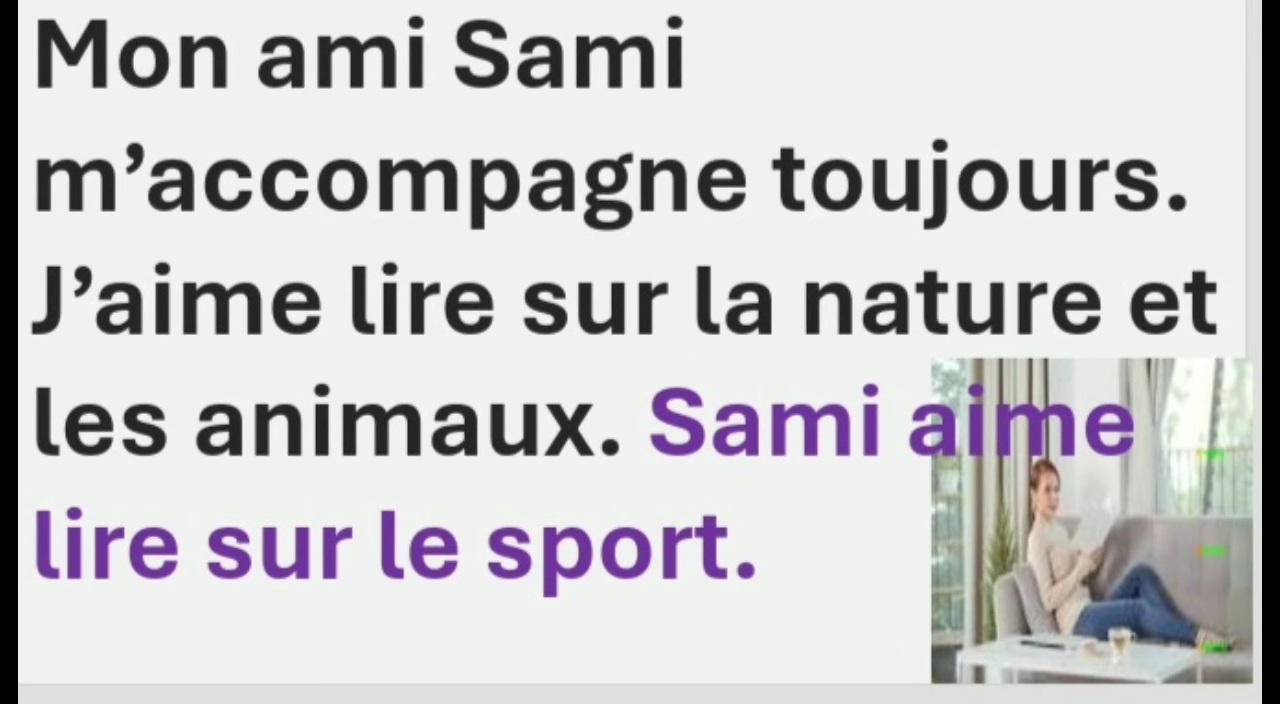 Mon ami Sami
m’accompagne toujours.
J’aime lire sur la nature et
les animaux. Sami aime
lire sur le sport.